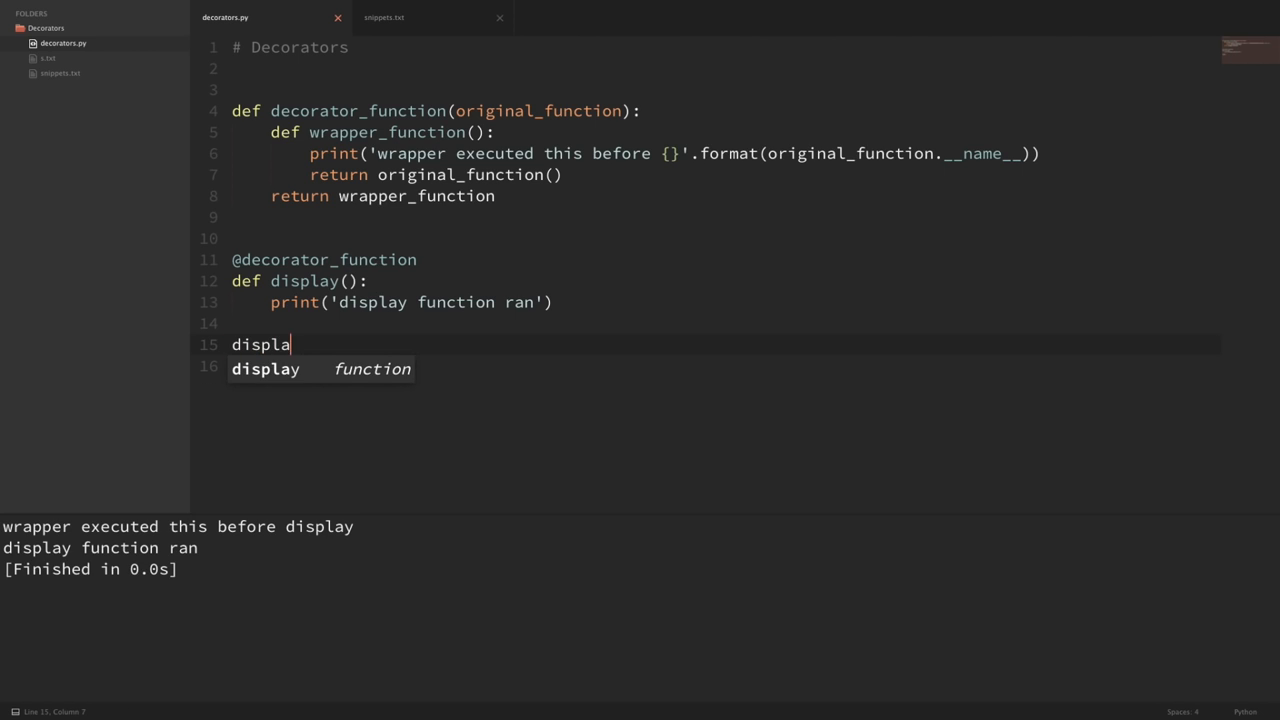 FOLDERS
Decorators
decorators.py
s.txt
snippets.txt
decorators.py
snippets.txt
1 # Decorators
2
3
4 def decorator_function(original_function):
5     def wrapper_function():
6         print('wrapper executed this before {}'.format(original_function.__name__))
7         return original_function()
8     return wrapper_function
9
10
11 @decorator_function
12 def display():
13     print('display function ran')
14
15 displa
display function
16
wrapper executed this before display
display function ran
[Finished in 0.0s]
Line 15, Column 7
Spaces: 4
Python